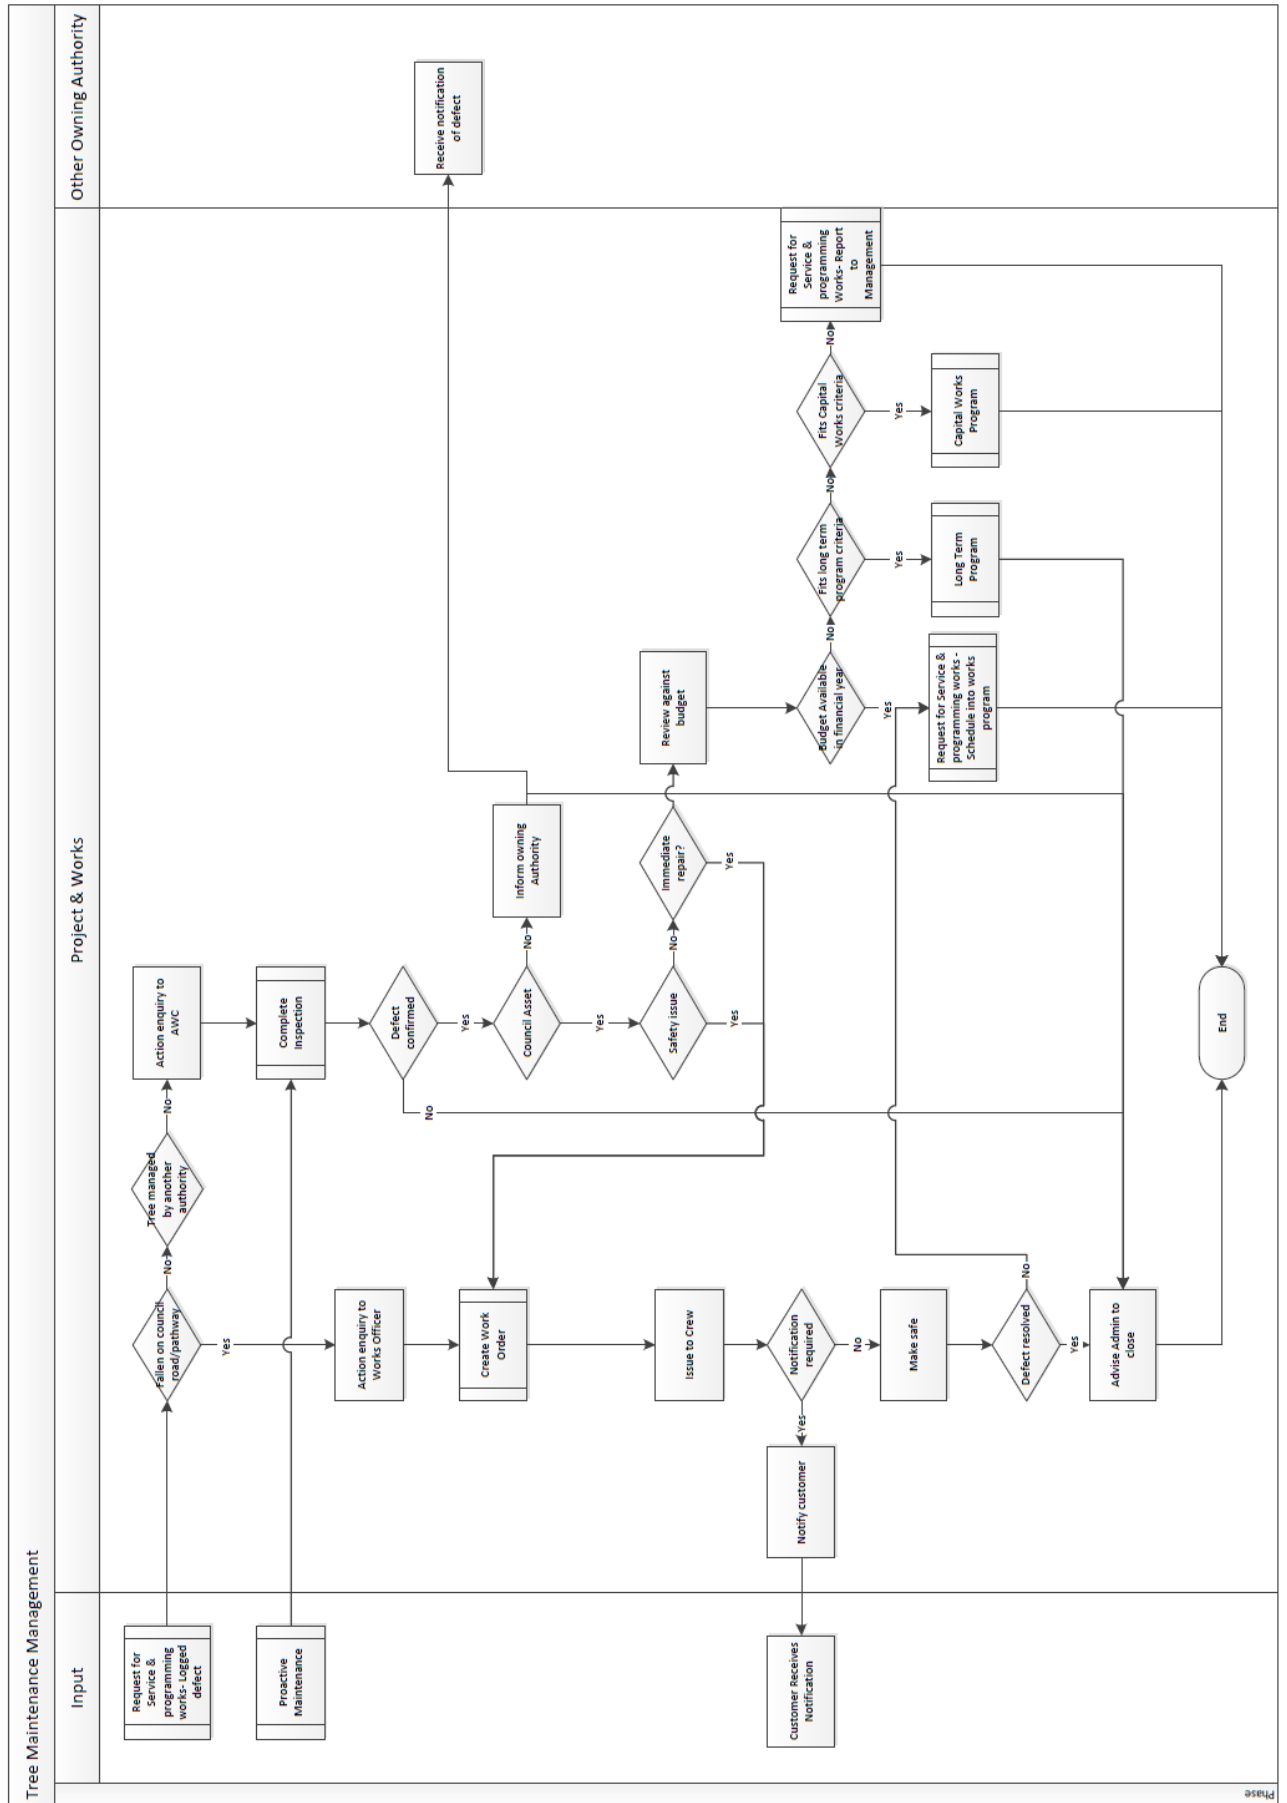 Tree Maintenance Management
Input
Project & Works
Other Owning Authority
Phase
Request for
Service &
programming
works- Logged
defect
Fallen on council
road/pathway
No
Tree managed
by another
authority
No
Action enquiry to
AWC
Yes
Proactive
Maintenance
Complete
Inspection
Action enquiry to
Works Officer
Defect
confirmed
No
Yes
Receive notification
of defect
Create Work
Order
Council Asset
No
Inform owning
Authority
Yes
Issue to Crew
Safety issue
No
Immediate
repair?
Review against
budget
Yes
Yes
Customer Receives
Notification
Notify customer
Yes
Notification
required
No
Budget Available
in financial year
No
Fits long term
program criteria
No
Fits Capital
Works criteria
No
Request for
Service &
programming
Works- Report
to
Management
Yes
Yes
Yes
Make safe
Request for Service &
programming works -
Schedule into works
program
Long Term
Program
Capital Works
Program
Defect resolved
No
Yes
Advise Admin to
close
End